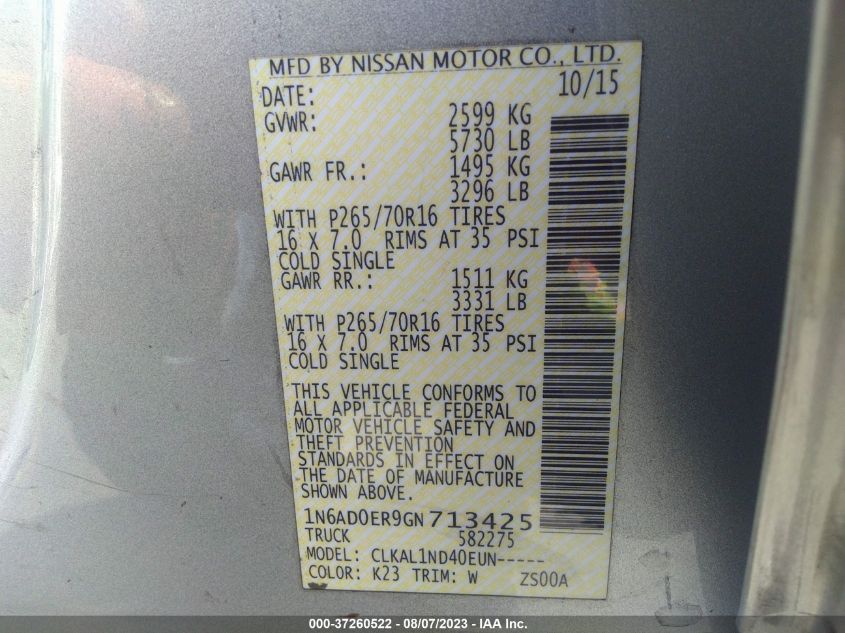 MFD BY NISSAN MOTOR CO., LTD.
DATE: 10/15
GVWR: 2599 KG
5730 LB
GAWR FR.: 1495 KG
3296 LB
WITH P265/70R16 TIRES
16 X 7.0 RIMS AT 35 PSI
COLD SINGLE
GAWR RR.: 1511 KG
3331 LB
WITH P265/70R16 TIRES
16 X 7.0 RIMS AT 35 PSI
COLD SINGLE
THIS VEHICLE CONFORMS TO
ALL APPLICABLE FEDERAL
MOTOR VEHICLE SAFETY AND
THEFT PREVENTION
STANDARDS IN EFFECT ON
THE DATE OF MANUFACTURE
SHOWN ABOVE.
1N6AD0ER9GN713425
TRUCK 582275
MODEL: CLKAL1ND40EUN-----
COLOR: K23 TRIM: W ZS00A
000-37260522 - 08/07/2023 - IAA Inc.